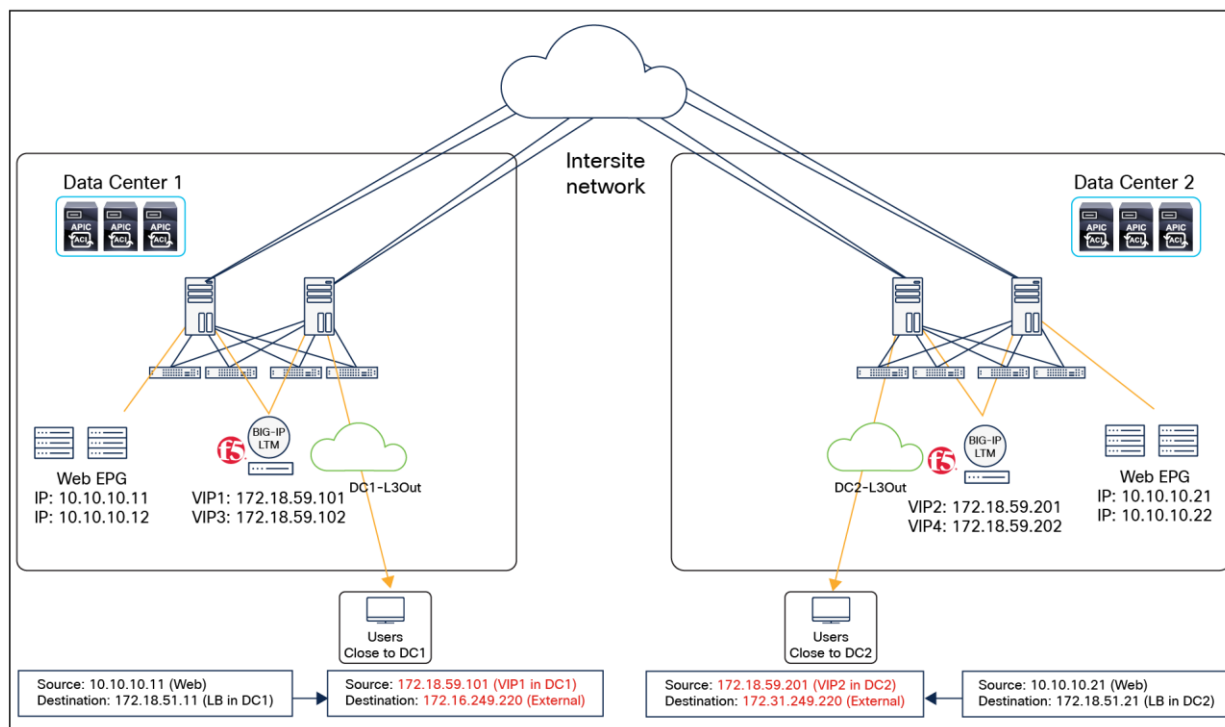 Intersite
network
Data Center 1
APIC
ACI
APIC
ACI
APIC
ACI
Data Center 2
APIC
ACI
APIC
ACI
APIC
ACI
Web EPG
IP: 10.10.10.11
IP: 10.10.10.12
f5
BIG-IP
LTM
VIP1: 172.18.59.101
VIP3: 172.18.59.102
DC1-L3Out
DC2-L3Out
f5
BIG-IP
LTM
VIP2: 172.18.59.201
VIP4: 172.18.59.202
Web EPG
IP: 10.10.10.21
IP: 10.10.10.22
Users
Close to DC1
Users
Close to DC2
Source: 10.10.10.11 (Web)
Destination: 172.18.51.11 (LB in DC1)
Source: 172.18.59.101 (VIP1 in DC1)
Destination: 172.16.249.220 (External)
Source: 172.18.59.201 (VIP2 in DC2)
Destination: 172.31.249.220 (External)
Source: 10.10.10.21 (Web)
Destination: 172.18.51.21 (LB in DC2)